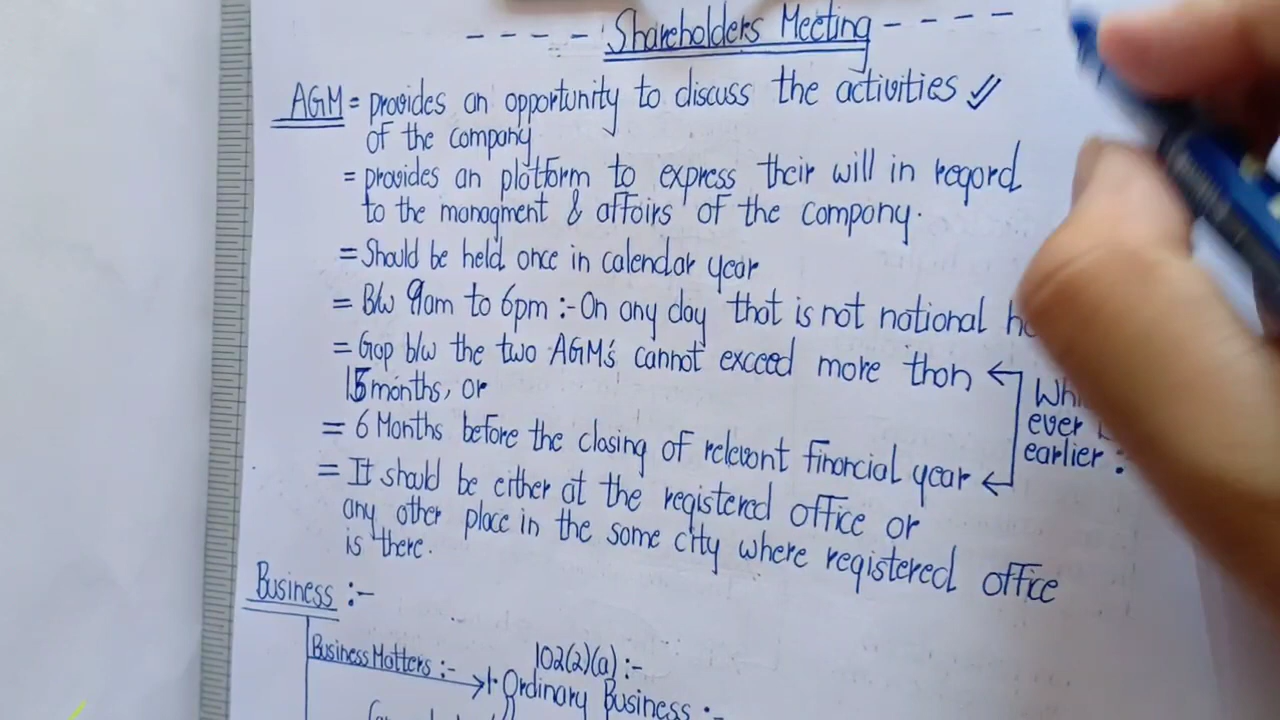 ---- Shareholders Meeting ----
AGM = provides an opportunity to discuss the activities
of the company
= provides an platform to express their will in regard
to the managment & affairs of the company.
= Should be held once in calendar year
= B/w 9am to 6pm :- On any day that is not national
= Gap b/w the two AGM's cannot exceed more than
15 months, or
= 6 Months before the closing of relevant financial year
ever
earlier :
= It should be either at the registered office or
any other place in the same city where registered office
is there.
Business :-
Business Matters :-
102(2)(a) :-
Ordinary Business :-